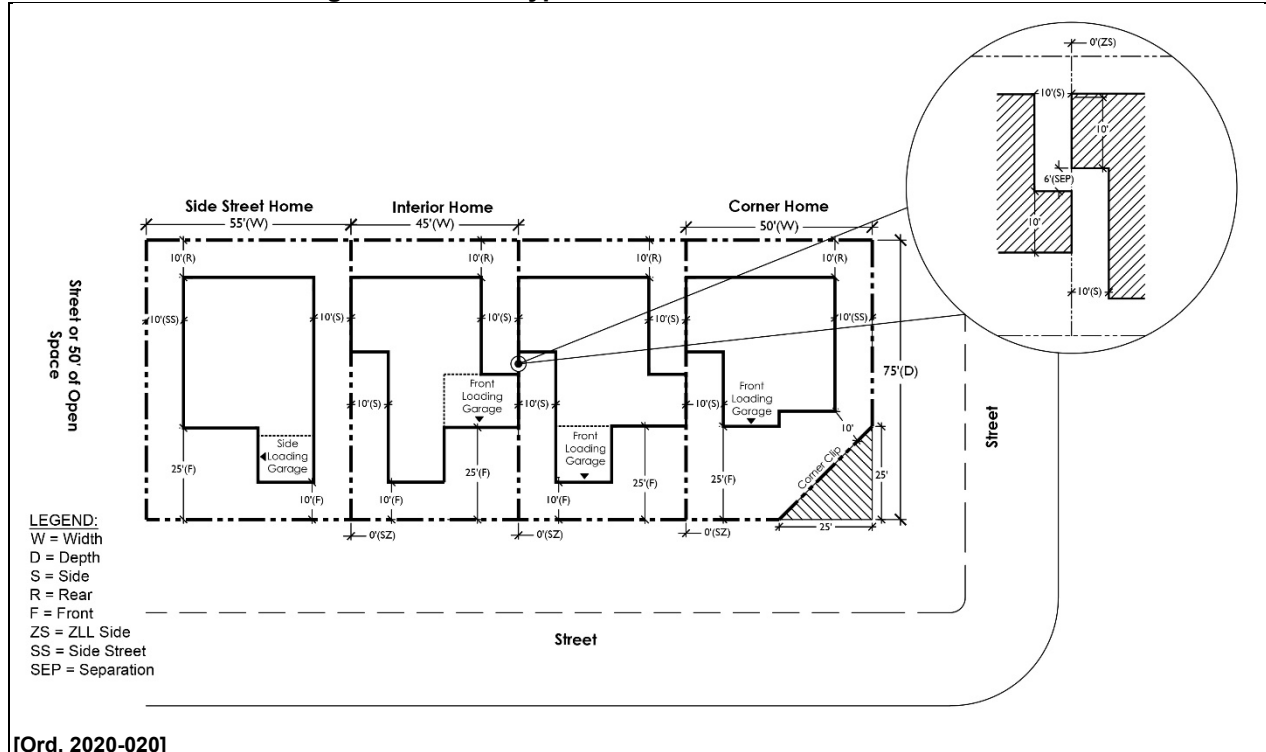 Side Street Home
55'(W)
Interior Home
45'(W)
Corner Home
50'(W)
0'(ZS)
10'(S)
10'
6'(SEP)
10'
10'(S)
10'(R)
10'(R)
10'(R)
10'(R)
Street or 50' of Open
Space
10'(SS)
10'(S)
10'(S)
10'(S)
10'(SS)
75'(D)
Street
10'(S)
Front
Loading
Garage
10'(S)
10'(S)
Front
Loading
Garage
10'
Corner Clip
25'
25'
Side
Loading
Garage
Front
Loading
Garage
25'(F)
10'(F)
10'(F)
25'(F)
10'(F)
25'(F)
25'(F)
0'(SZ)
0'(SZ)
0'(SZ)
LEGEND:
W = Width
D = Depth
S = Side
R = Rear
F = Front
ZS = ZLL Side
SS = Side Street
SEP = Separation
Street
[Ord. 2020-020]